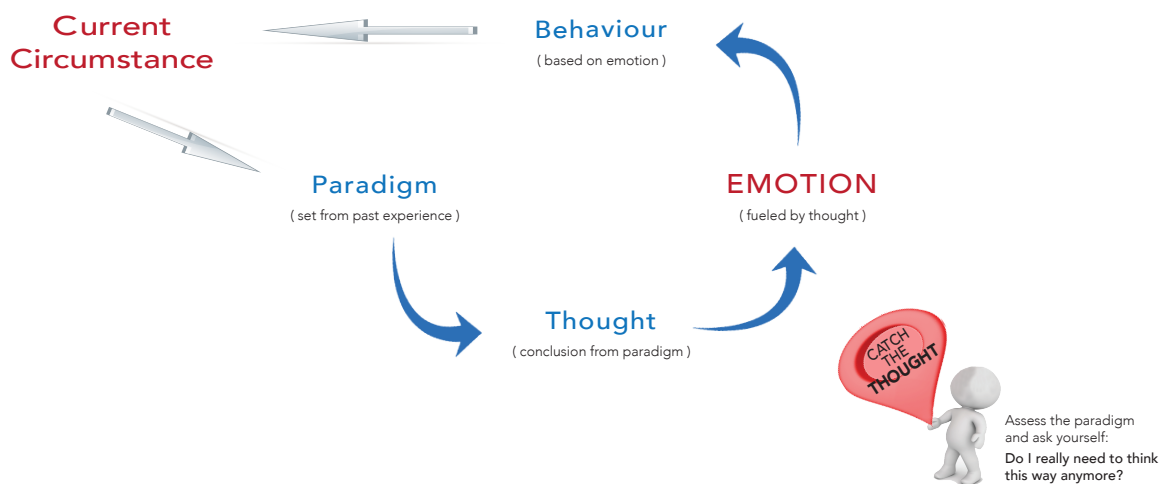 Current
Circumstance
Behaviour
( based on emotion )
Paradigm
( set from past experience )
EMOTION
( fueled by thought )
Thought
( conclusion from paradigm )
CATCH
THE
THOUGHT
Assess the paradigm
and ask yourself:
Do I really need to think
this way anymore?